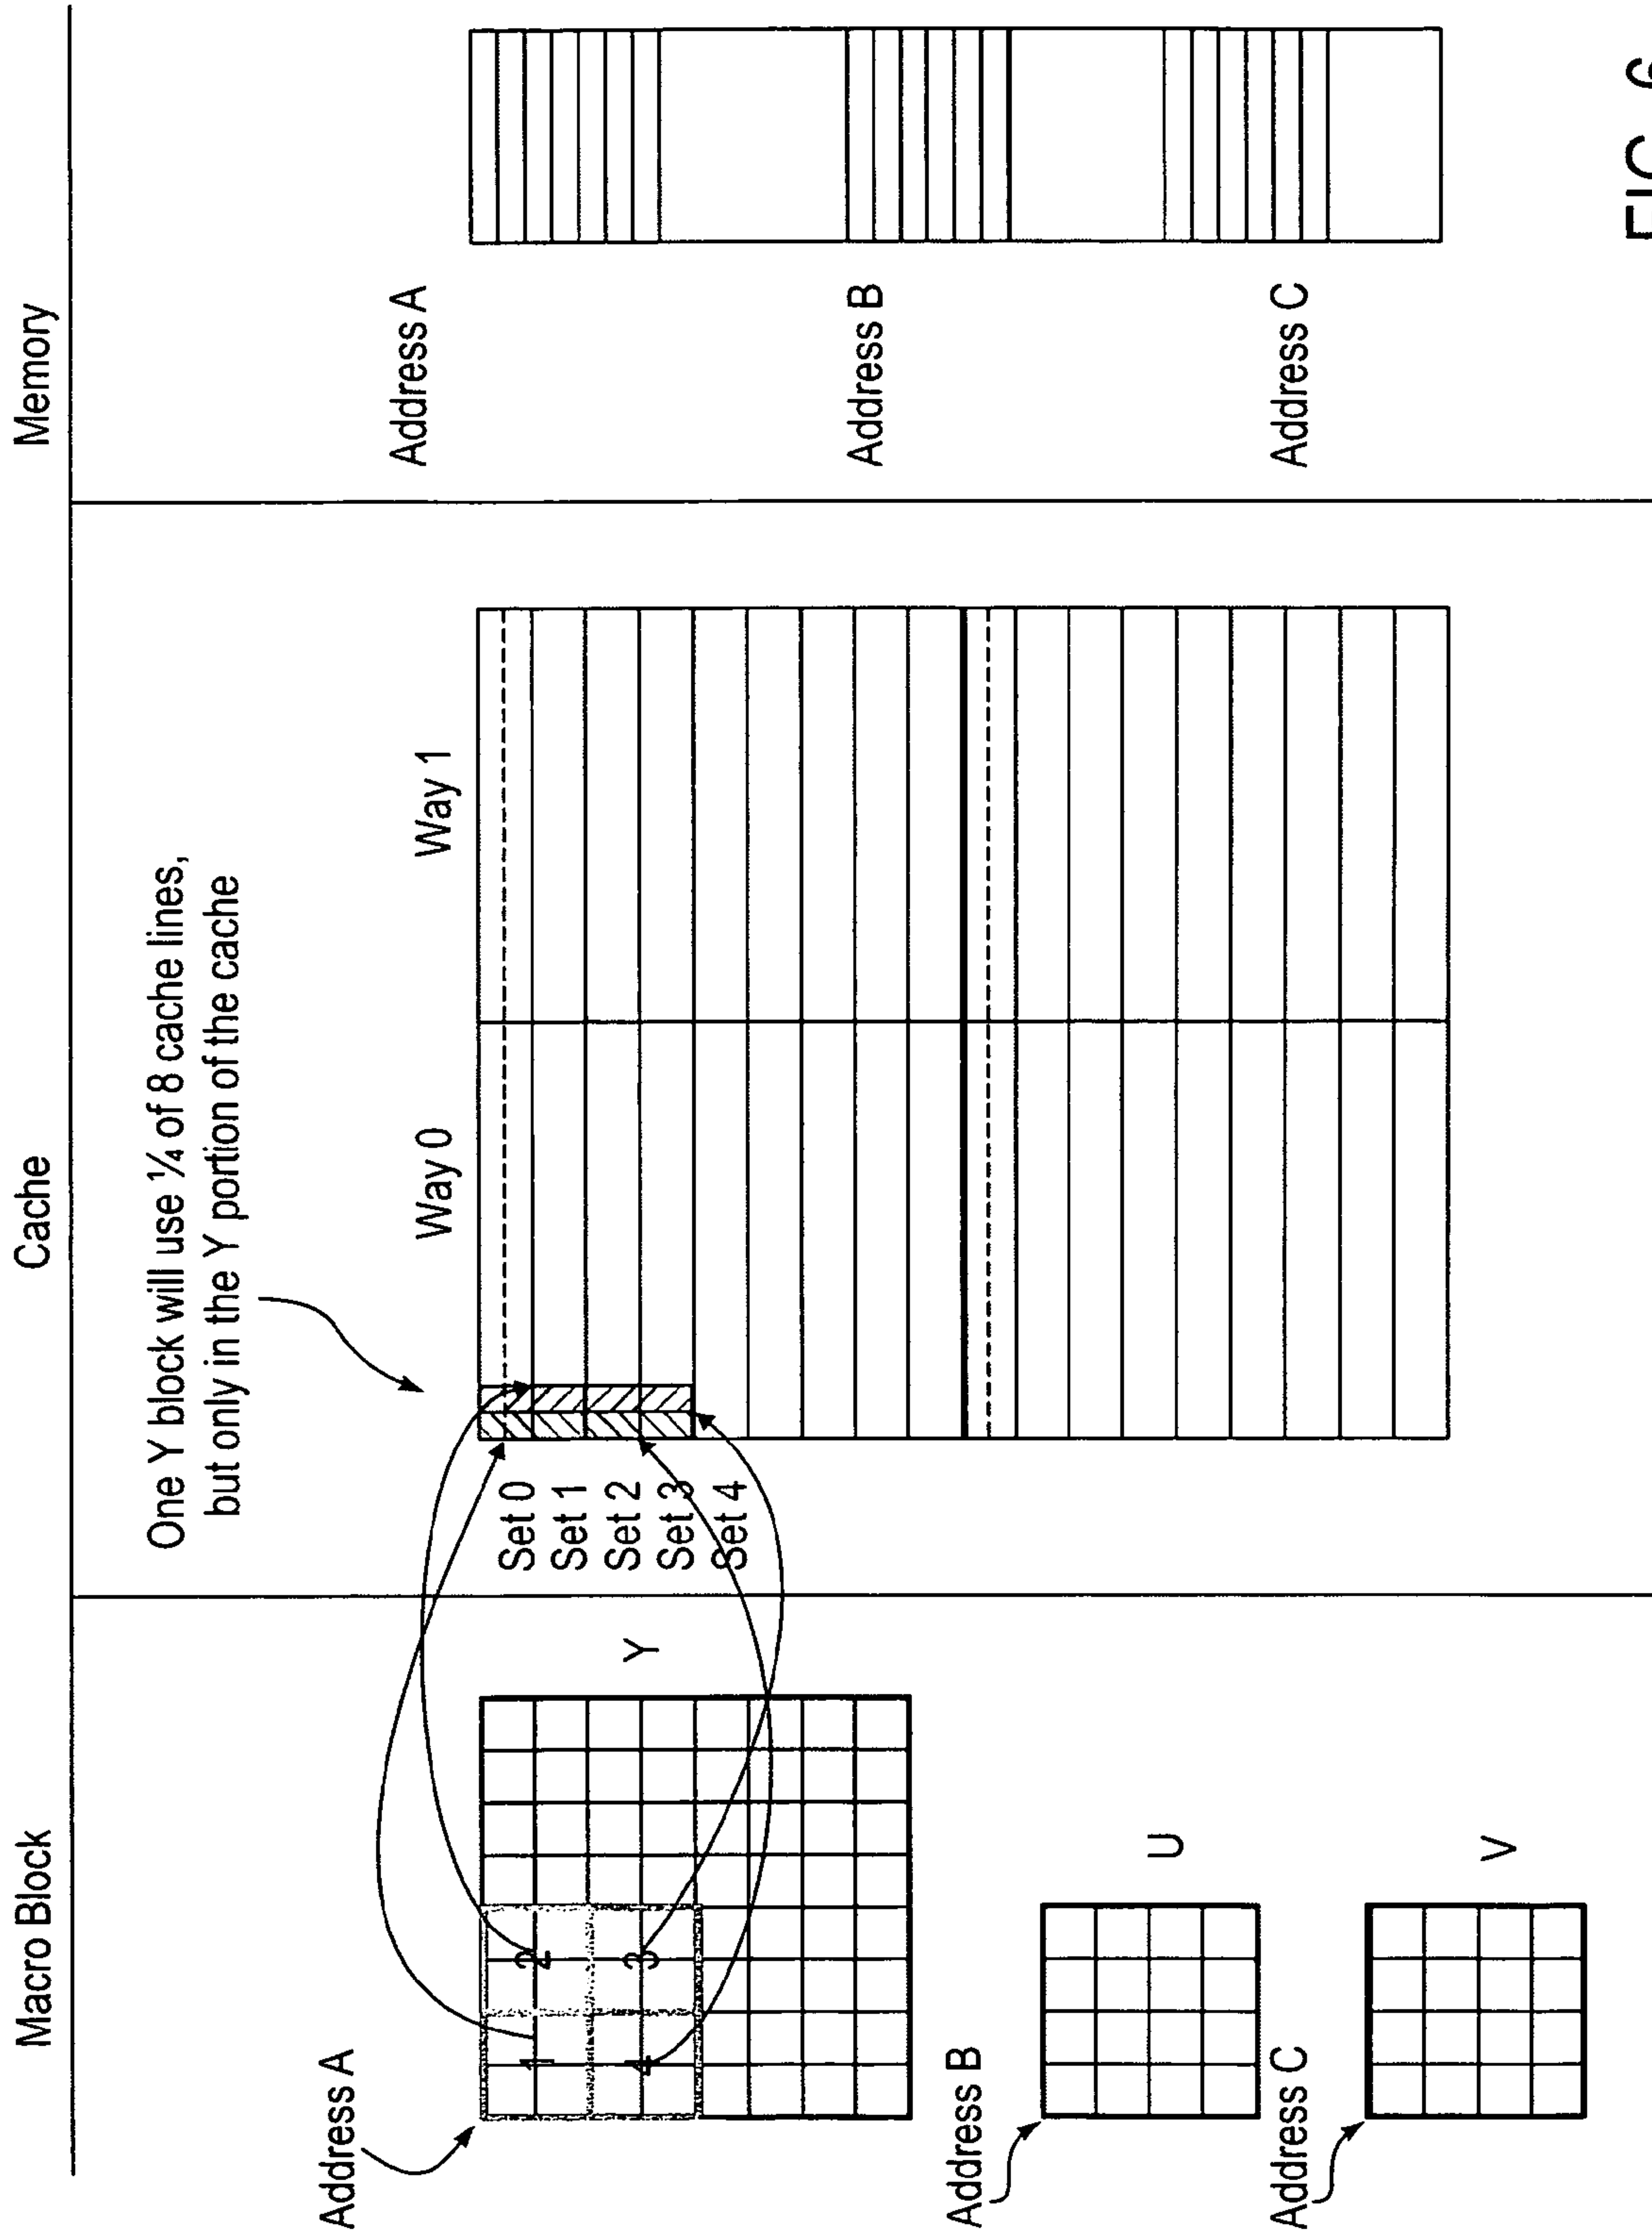 Macro Block
Cache
Memory
One Y block will use ¼ of 8 cache lines,
but only in the Y portion of the cache
Address A
1
2
4
3
Y
Way 0
Way 1
Set 0
Set 1
Set 2
Set 3
Set 4
Address A
Address B
U
Address B
Address C
V
Address C
FIG. 6